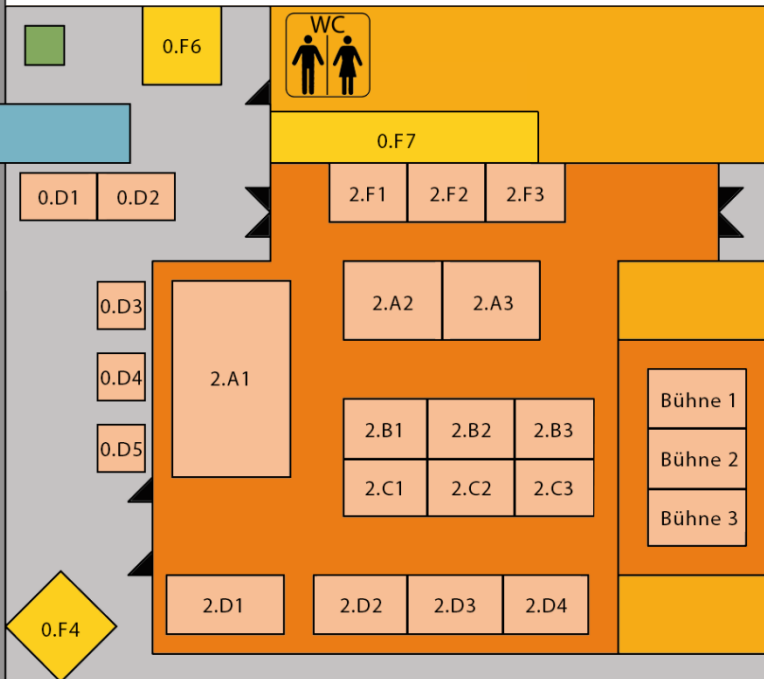 WC
0.F6
0.F7
0.D1 0.D2
2.F1 2.F2 2.F3
0.D3
2.A2 2.A3
0.D4
2.A1
Bühne 1
2.B1 2.B2 2.B3
0.D5
Bühne 2
2.C1 2.C2 2.C3
Bühne 3
2.D1 2.D2 2.D3 2.D4
0.F4